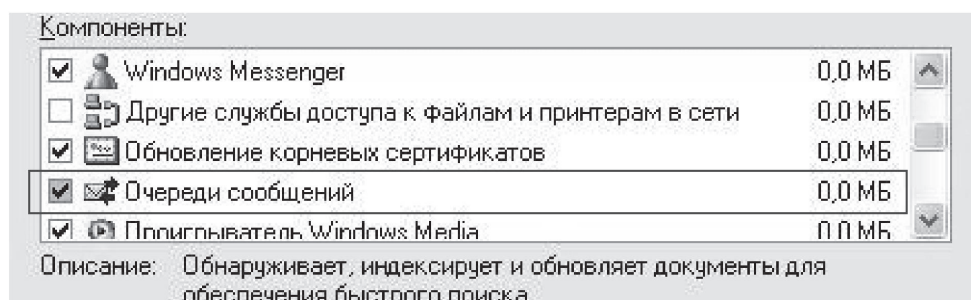 Компоненты:
Windows Messenger 0,0 МБ
Другие службы доступа к файлам и принтерам в сети 0,0 МБ
Обновление корневых сертификатов 0,0 МБ
Очереди сообщений 0,0 МБ
Проигрыватель Windows Media 0,0 МБ
Описание: Обнаруживает, индексирует и обновляет документы для
обеспечения быстрого поиска